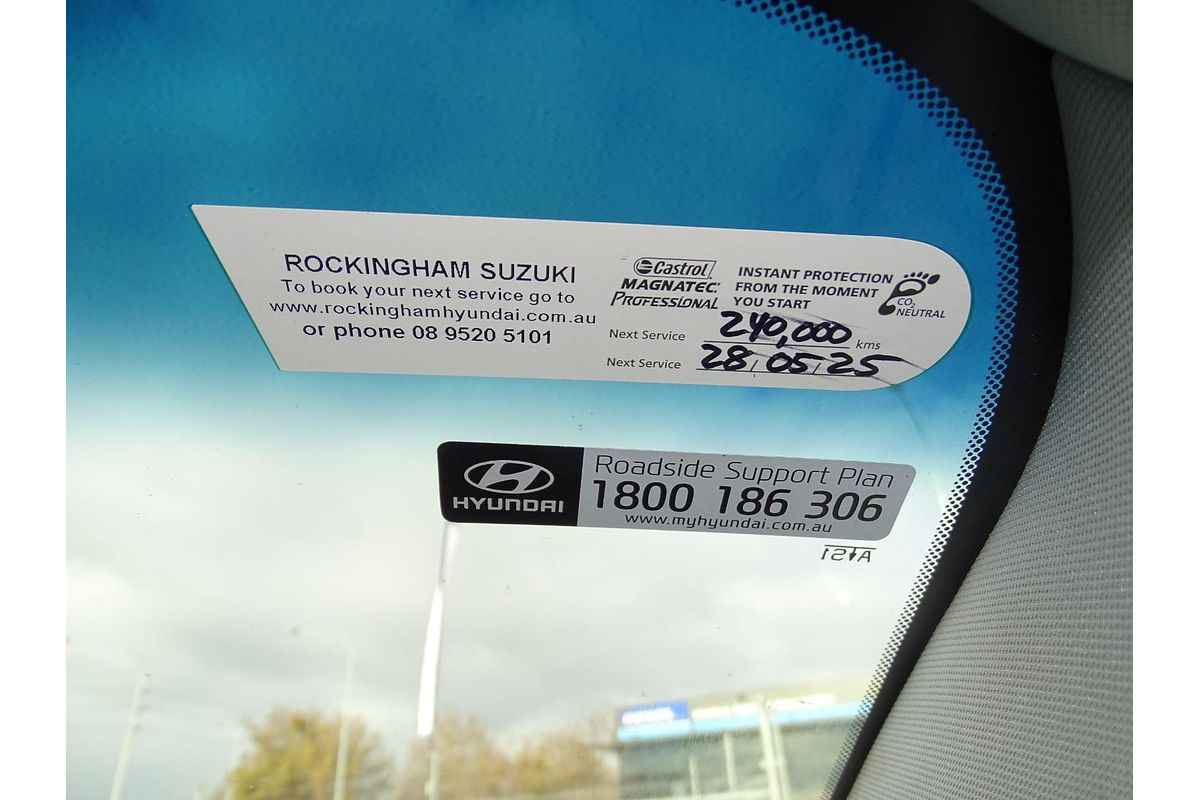 ROCKINGHAM SUZUKI
To book your next service go to
www.rockinghamhyundai.com.au
or phone 08 9520 5101
Castrol
MAGNATEC
PROFESSIONAL
INSTANT PROTECTION
FROM THE MOMENT
YOU START
CO2
NEUTRAL
Next Service 240,000 kms
Next Service 28/05/25
HYUNDAI
Roadside Support Plan
1800 186 306
www.myhyundai.com.au
AS1